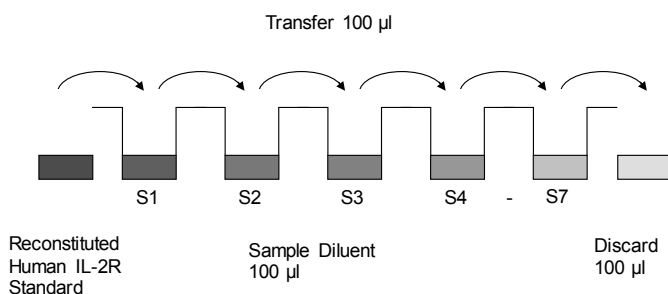 Transfer 100 µl
S1 S2 S3 S4 - S7
Reconstituted
Human IL-2R
Standard
Sample Diluent
100 µl
Discard
100 µl